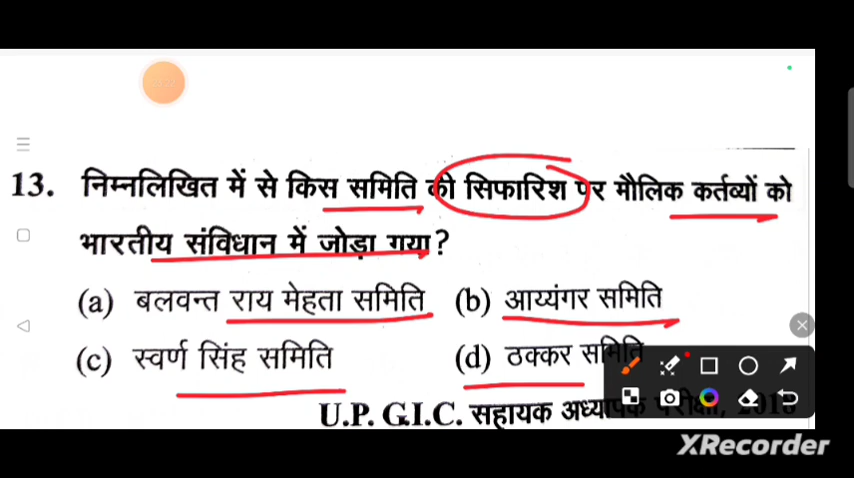 13. निम्नलिखित में से किस समिति की सिफारिश पर मौलिक कर्तव्यों को
भारतीय संविधान में जोड़ा गया?
(a) बलवन्त राय मेहता समिति (b) आय्यंगर समिति
(c) स्वर्ण सिंह समिति (d) ठक्कर समिति
U.P. G.I.C. सहायक अध्यापक परीक्षा, 2018
XRecorder